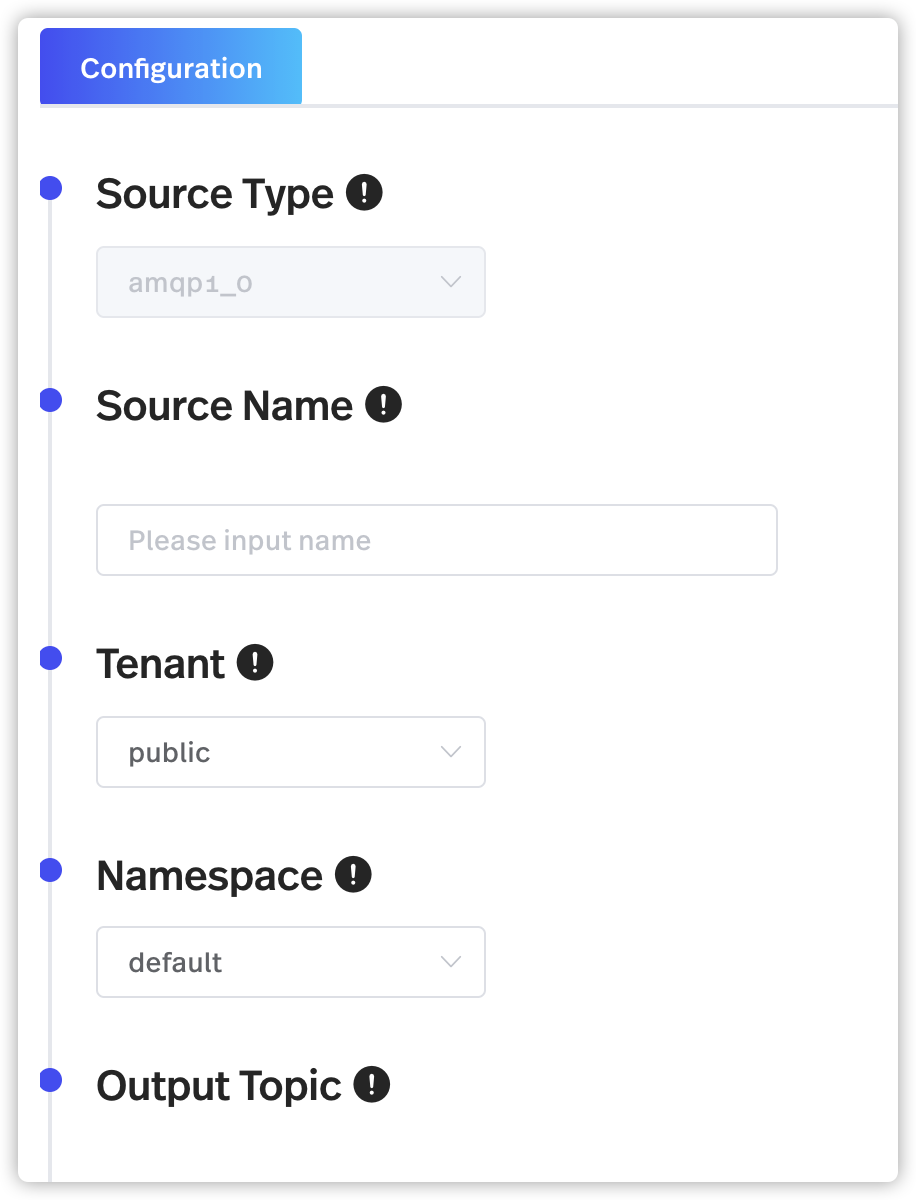 Configuration
Source Type
amqp1_0
Source Name
Please input name
Tenant
public
Namespace
default
Output Topic